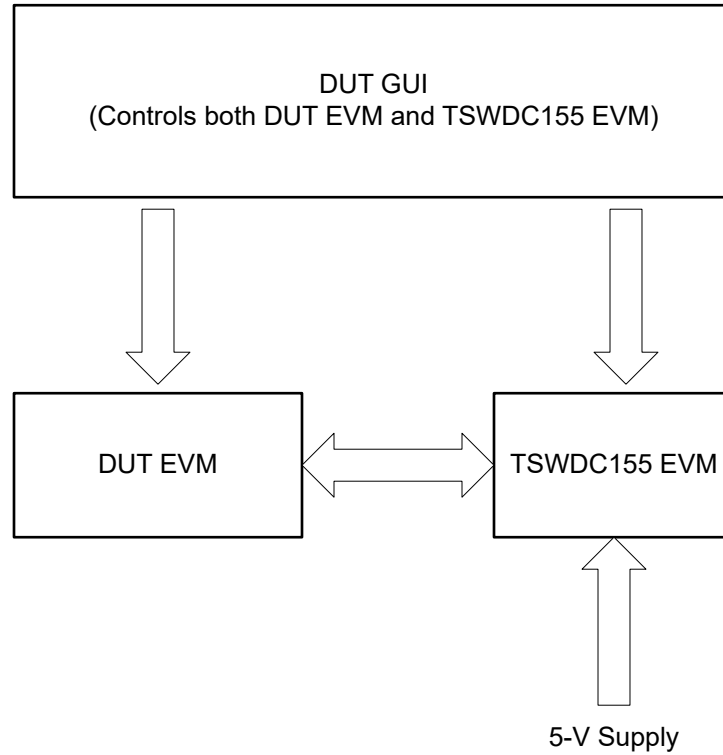 DUT GUI
(Controls both DUT EVM and TSWDC155 EVM)
DUT EVM
TSWDC155 EVM
5-V Supply